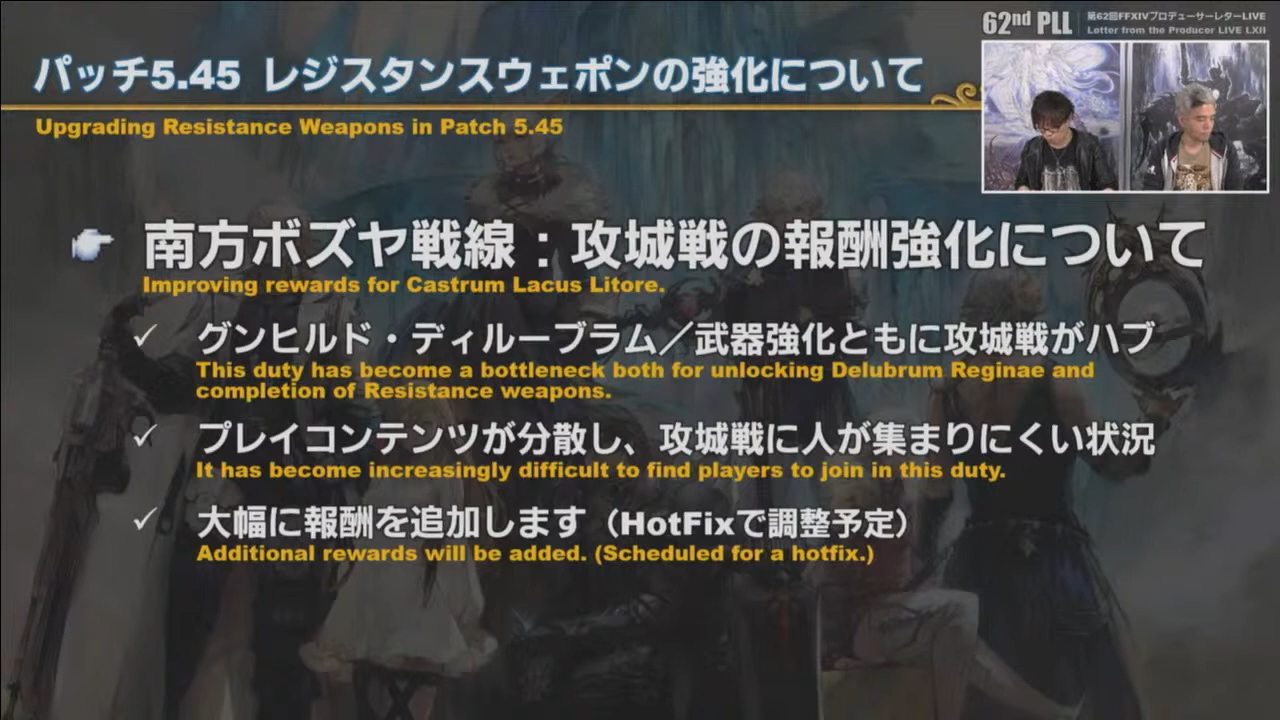 62nd PLL
第62回FFXIVプロデューサーレターLIVE
Letter from the Producer LIVE LXII
パッチ5.45 レジスタンスウェポンの強化について
Upgrading Resistance Weapons in Patch 5.45
南方ボズヤ戦線：攻城戦の報酬強化について
Improving rewards for Castrum Lacus Litore.
✓ グンヒルド・ディルーブラム／武器強化ともに攻城戦がハブ
This duty has become a bottleneck both for unlocking Delubrum Reginae and
completion of Resistance weapons.
✓ プレイコンテンツが分散し、攻城戦に人が集まりにくい状況
It has become increasingly difficult to find players to join in this duty.
✓ 大幅に報酬を追加します（HotFixで調整予定）
Additional rewards will be added. (Scheduled for a hotfix.)